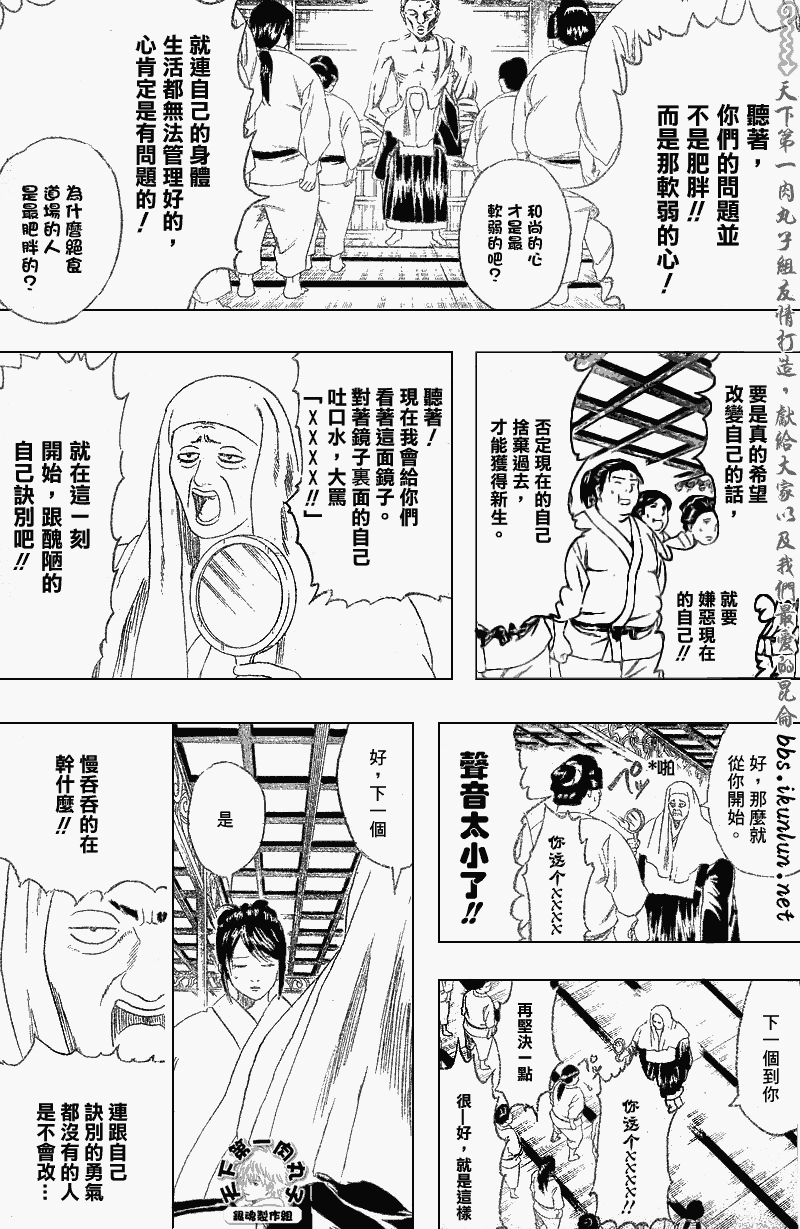 聽著，
你們的問題並
不是肥胖!!
而是那軟弱的心！
和尚的心
才是最
軟弱的吧？
就連自己的身體
生活都無法管理好的，
心肯定是有問題的！
為什麼絕食
道場的人
是最肥胖的？
要是真的希望
改變自己的話，
否定現在的自己
捨棄過去，
才能獲得新生。
就要
嫌惡現在
的自己!!
聽著！
現在我會給你們
看著這面鏡子。
對著鏡子裏面的自己
吐口水，大罵
「××××!!」
就在這一刻
開始，跟醜陋的
自己訣別吧!!
好，那麼就
從你開始。
*啪
ペッ
你这个××××
聲音太小了!!
下一個到你
你这个××××!!
再堅決一點
很—好，就是這樣
好，下一個
是
慢吞吞的在
幹什麼!!
連跟自己
訣別的勇氣
都沒有的人
是不會改…
天下第一肉丸子
銀魂製作組
天下第一肉丸子組友情打造，獻給大家以及我們最愛的昆侖 bbs.ikunlun.net